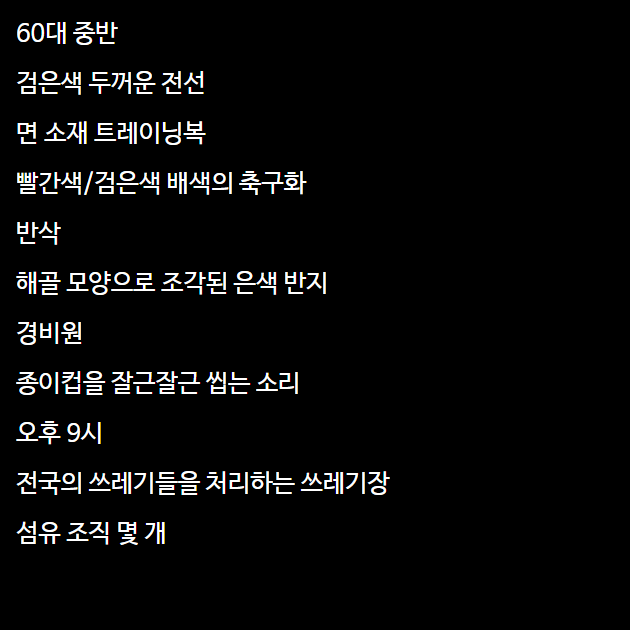 60대 중반
검은색 두꺼운 전선
면 소재 트레이닝복
빨간색/검은색 배색의 축구화
반삭
해골 모양으로 조각된 은색 반지
경비원
종이컵을 잘근잘근 씹는 소리
오후 9시
전국의 쓰레기들을 처리하는 쓰레기장
섬유 조직 몇 개